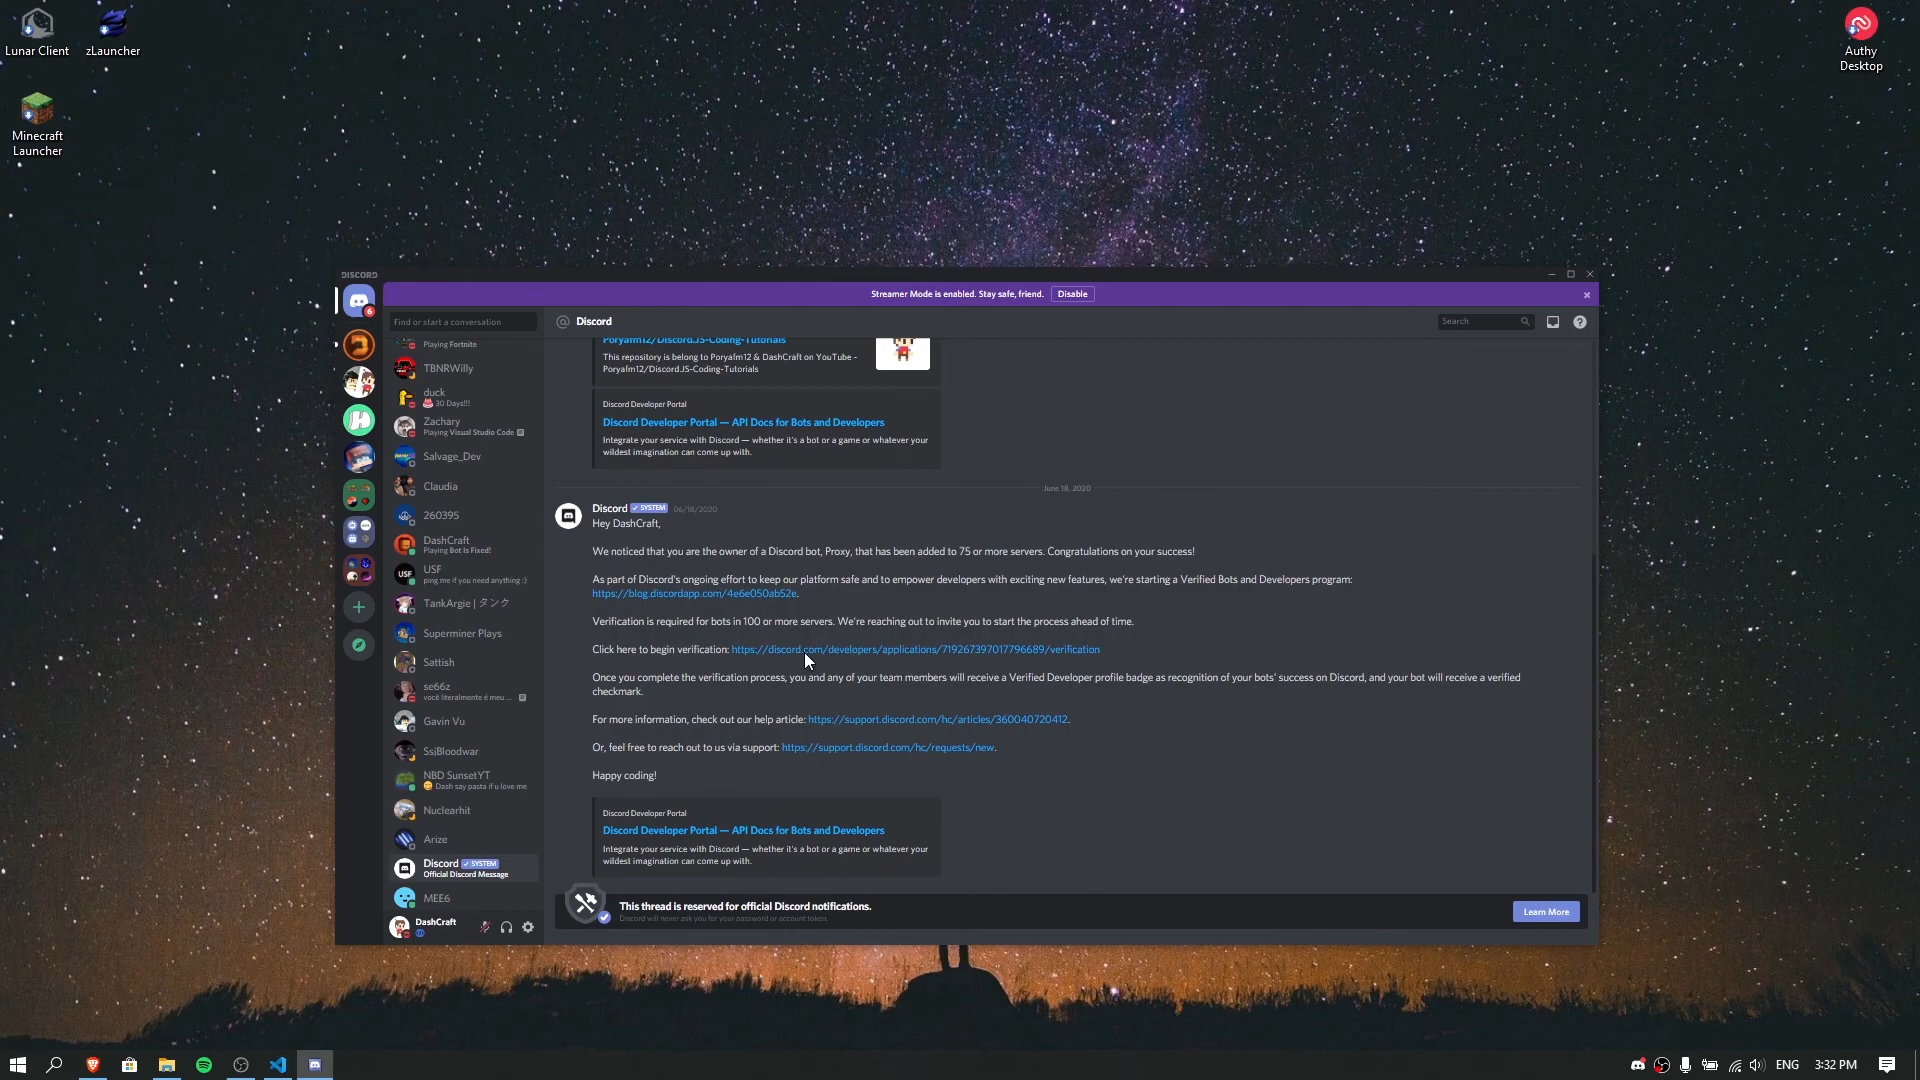 Lunar Client
zLauncher
Authy
Desktop
Minecraft
Launcher
DISCORD
Streamer Mode is enabled. Stay safe, friend.
Disable
6
Find or start a conversation
Discord
Search
Playing Fortnite
TBNRWilly
duck
30 Days!!!
Zachary
Playing Visual Studio Code
Salvage_Dev
Claudia
260395
DashCraft
Playing Bot Is Fixed!
USF
USF
ping me if you need anything :)
TankArgie | タンク
Superminer Plays
Sattish
se66z
você literalmente é meu ...
Gavin Vu
SsjBloodwar
NBD SunsetYT
Dash say pasta if u love me
Nuclearhit
Arize
Discord SYSTEM
Official Discord Message
MEE6
DashCraft
Poryafm12/Discord.JS-Coding-Tutorials
This repository is belong to Poryafm12 & DashCraft on YouTube -
Poryafm12/Discord.JS-Coding-Tutorials
Discord Developer Portal
Discord Developer Portal — API Docs for Bots and Developers
Integrate your service with Discord — whether it's a bot or a game or whatever your
wildest imagination can come up with.
June 18, 2020
Discord SYSTEM 06/18/2020
Hey DashCraft,
We noticed that you are the owner of a Discord bot, Proxy, that has been added to 75 or more servers. Congratulations on your success!
As part of Discord's ongoing effort to keep our platform safe and to empower developers with exciting new features, we're starting a Verified Bots and Developers program:
https://blog.discordapp.com/4e6e050ab52e.
Verification is required for bots in 100 or more servers. We're reaching out to invite you to start the process ahead of time.
Click here to begin verification: https://discord.com/developers/applications/719267397017796689/verification
Once you complete the verification process, you and any of your team members will receive a Verified Developer profile badge as recognition of your bots' success on Discord, and your bot will receive a verified
checkmark.
For more information, check out our help article: https://support.discord.com/hc/articles/360040720412.
Or, feel free to reach out to us via support: https://support.discord.com/hc/requests/new.
Happy coding!
Discord Developer Portal
Discord Developer Portal — API Docs for Bots and Developers
Integrate your service with Discord — whether it's a bot or a game or whatever your
wildest imagination can come up with.
This thread is reserved for official Discord notifications.
Discord will never ask you for your password or account token.
Learn More
ENG
3:32 PM